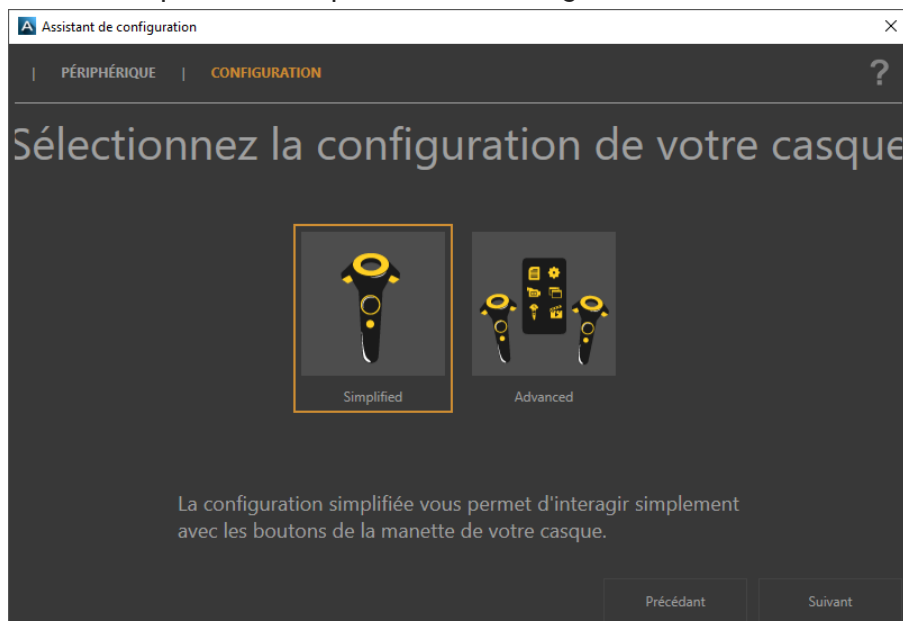 Assistant de configuration
| PÉRIPHÉRIQUE | CONFIGURATION ?
Sélectionnez la configuration de votre casque
Simplified Advanced
La configuration simplifiée vous permet d'interagir simplement
avec les boutons de la manette de votre casque.
Précédant Suivant